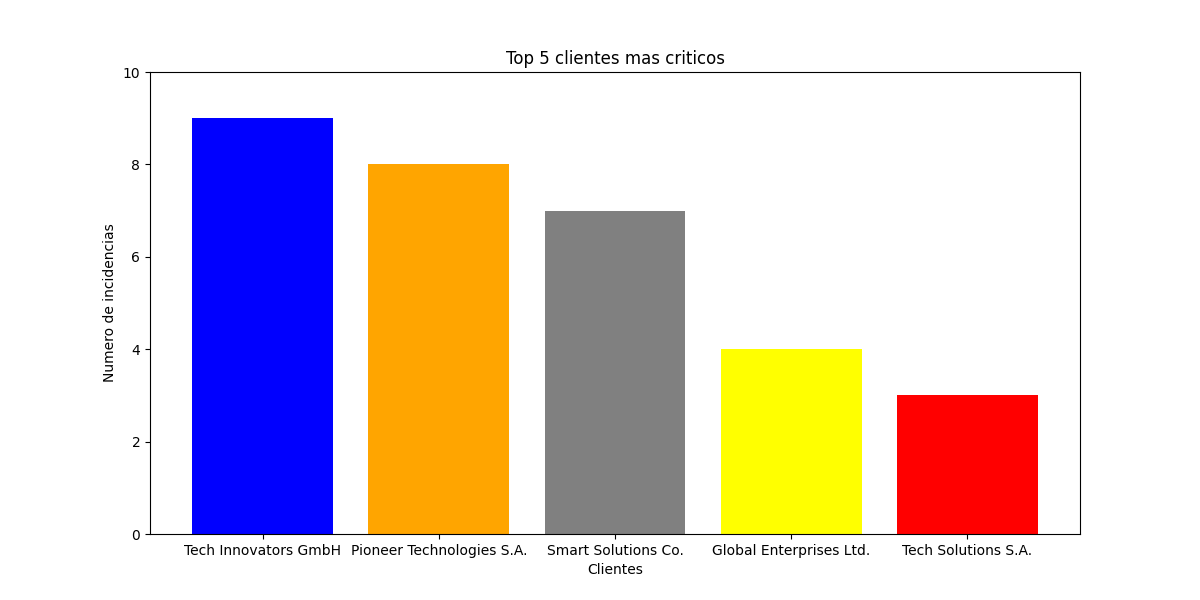 Top 5 clientes mas criticos
Numero de incidencias
10
8
6
4
2
0
Tech Innovators GmbH
Pioneer Technologies S.A.
Smart Solutions Co.
Global Enterprises Ltd.
Tech Solutions S.A.
Clientes